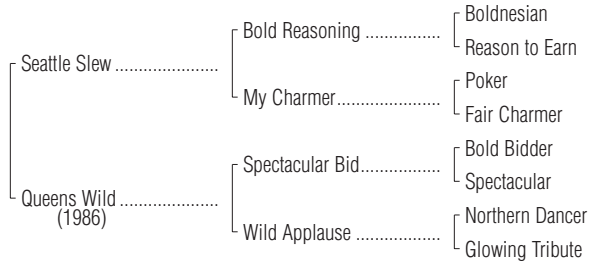 Boldnesian
Bold Reasoning ..................
Reason to Earn
Seattle Slew ......................
Poker
My Charmer......................
Fair Charmer
Bold Bidder
Spectacular Bid.................
Spectacular
Queens Wild .....................
(1986)
Northern Dancer
Wild Applause ..................
Glowing Tribute